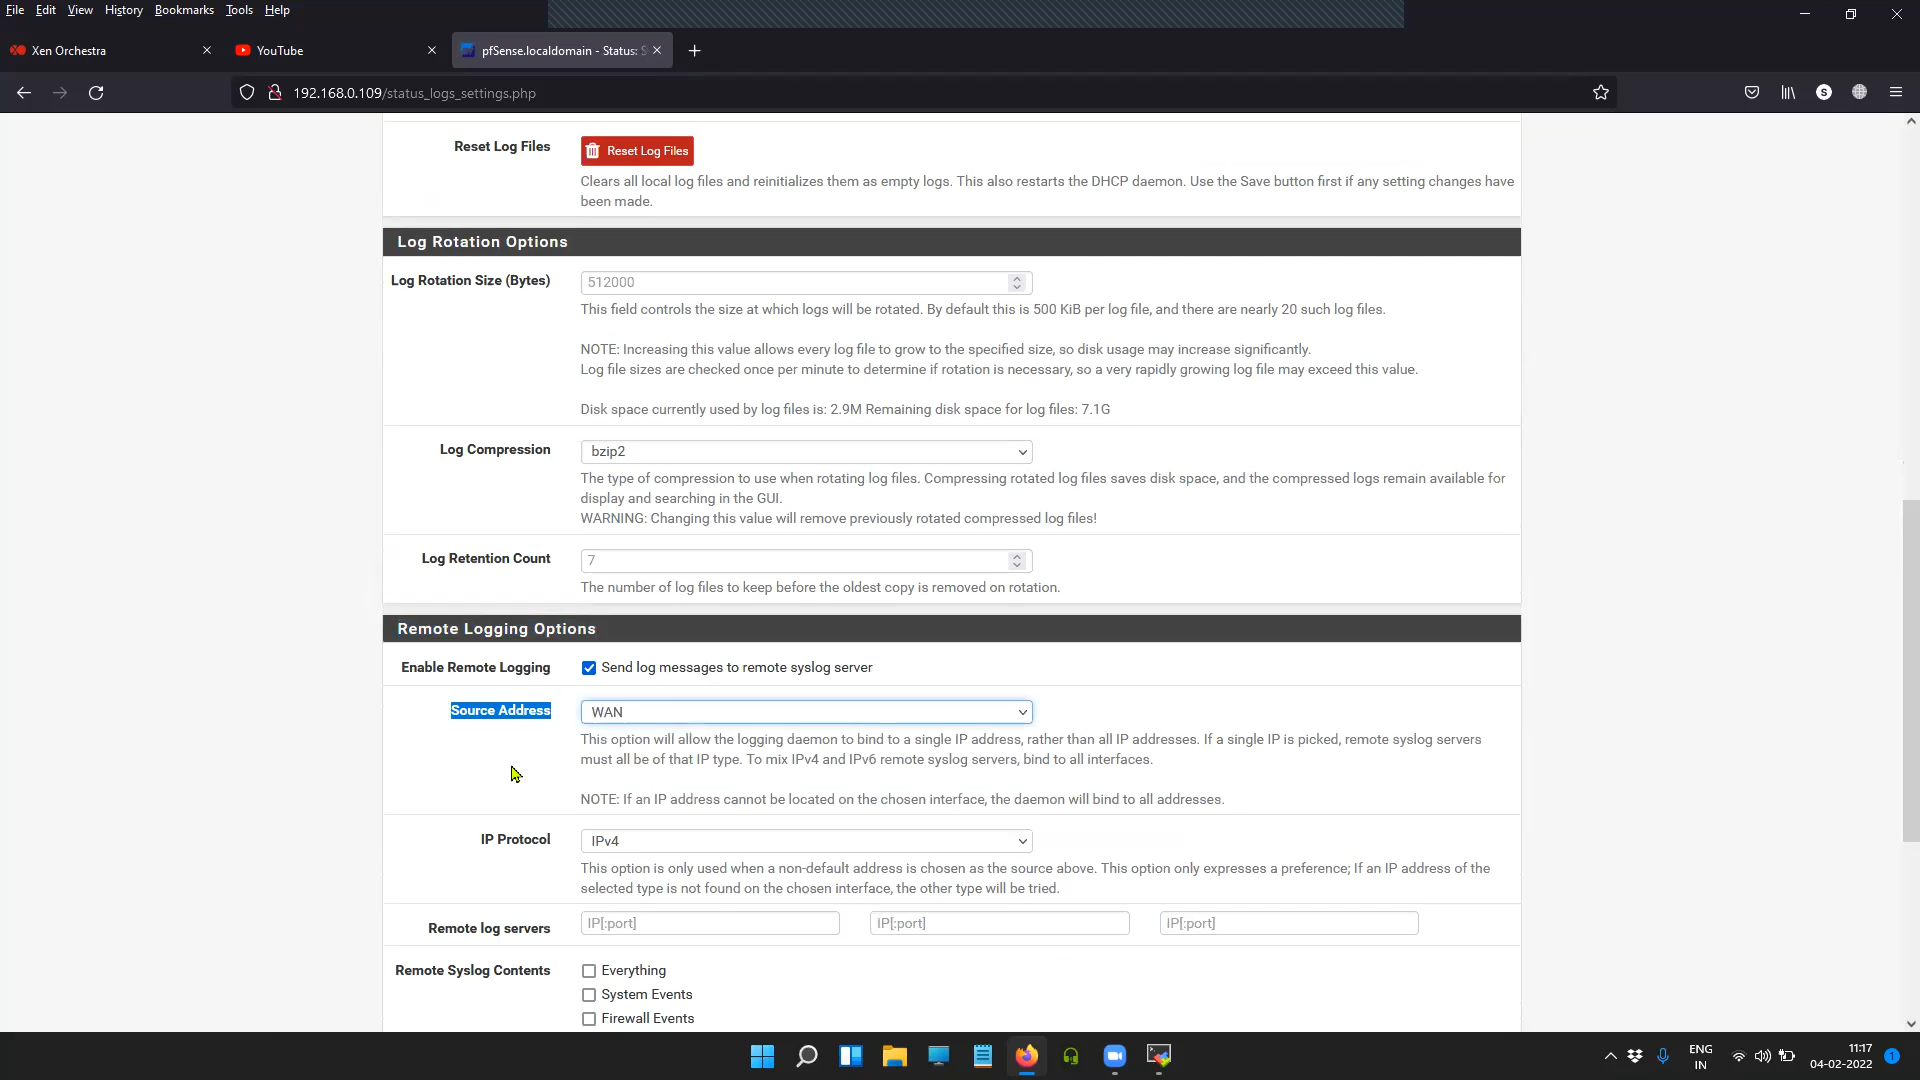 File Edit View History Bookmarks Tools Help
Xen Orchestra
YouTube
pfSense.localdomain - Status: S
192.168.0.109/status_logs_settings.php
Reset Log Files
Reset Log Files
Clears all local log files and reinitializes them as empty logs. This also restarts the DHCP daemon. Use the Save button first if any setting changes have
been made.
Log Rotation Options
Log Rotation Size (Bytes)
512000
This field controls the size at which logs will be rotated. By default this is 500 KiB per log file, and there are nearly 20 such log files.
NOTE: Increasing this value allows every log file to grow to the specified size, so disk usage may increase significantly.
Log file sizes are checked once per minute to determine if rotation is necessary, so a very rapidly growing log file may exceed this value.
Disk space currently used by log files is: 2.9M Remaining disk space for log files: 7.1G
Log Compression
bzip2
The type of compression to use when rotating log files. Compressing rotated log files saves disk space, and the compressed logs remain available for
display and searching in the GUI.
WARNING: Changing this value will remove previously rotated compressed log files!
Log Retention Count
7
The number of log files to keep before the oldest copy is removed on rotation.
Remote Logging Options
Enable Remote Logging
Send log messages to remote syslog server
Source Address
WAN
This option will allow the logging daemon to bind to a single IP address, rather than all IP addresses. If a single IP is picked, remote syslog servers
must all be of that IP type. To mix IPv4 and IPv6 remote syslog servers, bind to all interfaces.
NOTE: If an IP address cannot be located on the chosen interface, the daemon will bind to all addresses.
IP Protocol
IPv4
This option is only used when a non-default address is chosen as the source above. This option only expresses a preference; If an IP address of the
selected type is not found on the chosen interface, the other type will be tried.
Remote log servers
IP[:port]
IP[:port]
IP[:port]
Remote Syslog Contents
Everything
System Events
Firewall Events
ENG
IN
11:17
04-02-2022
1
S